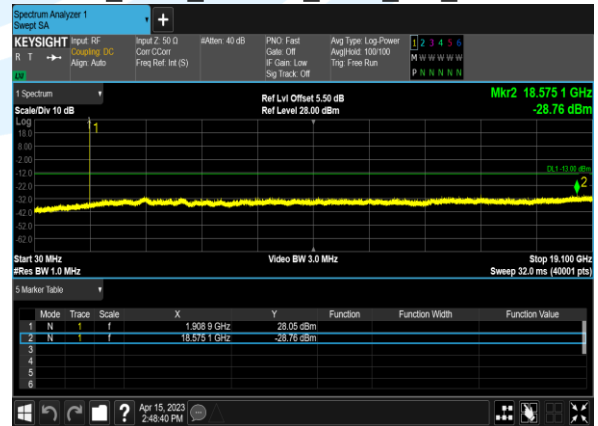 Spectrum Analyzer 1
Swept SA
KEYSIGHT Input: RF Input Z: 50 Ω #Atten: 40 dB PNO: Fast Avg Type: Log-Power 1 2 3 4 5 6
R T Coupling: DC Corr CCorr Gate: Off Avg|Hold: 100/100 M W W W W W
Align: Auto Freq Ref: Int (S) IF Gain: Low Trig: Free Run
Sig Track: Off P N N N N N
1 Spectrum
Ref Lvl Offset 5.50 dB Mkr2 18.575 1 GHz
Scale/Div 10 dB Ref Level 28.00 dBm -28.76 dBm
Log
18.0
1
8.00
-2.00
-12.0
DL1 -13.00 dBm
-22.0
2
-32.0
-42.0
-52.0
-62.0
Start 30 MHz Video BW 3.0 MHz Stop 19.100 GHz
#Res BW 1.0 MHz Sweep 32.0 ms (40001 pts)
5 Marker Table
Mode Trace Scale X Y Function Function Width Function Value
1 N 1 f 1.908 9 GHz 28.05 dBm
2 N 1 f 18.575 1 GHz -28.76 dBm
3
4
5
6
? Apr 15, 2023
2:48:40 PM